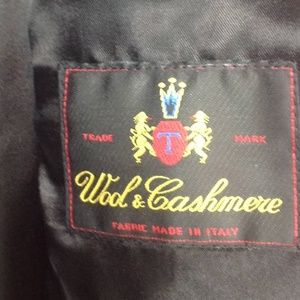 T
TRADE MARK
Wool & Cashmere
FABRIC MADE IN ITALY